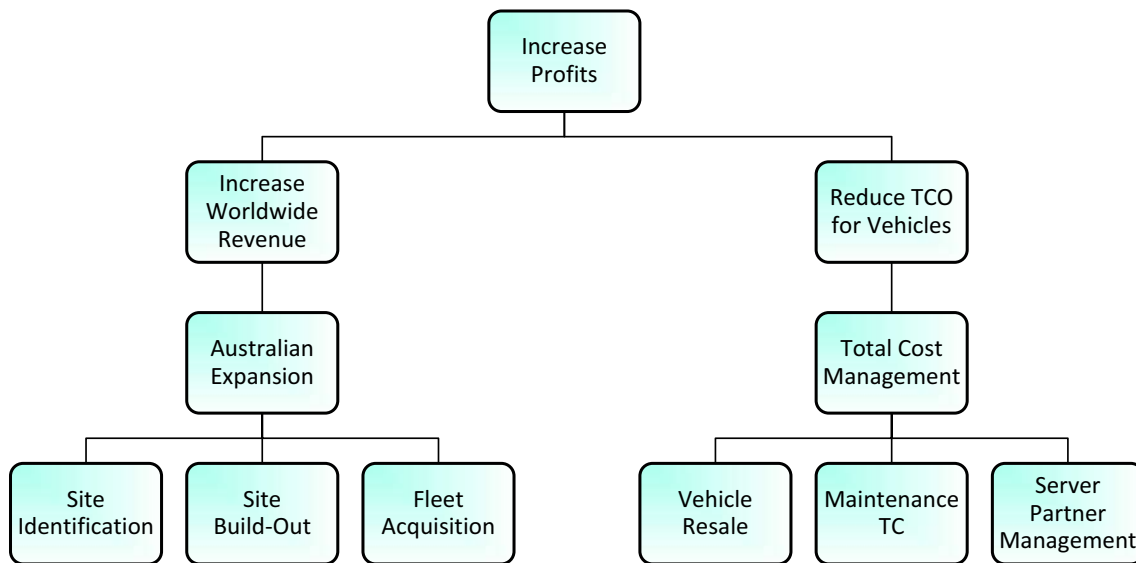 Increase
Profits
Increase
Worldwide
Revenue
Reduce TCO
for Vehicles
Australian
Expansion
Total Cost
Management
Site
Identification
Site
Build-Out
Fleet
Acquisition
Vehicle
Resale
Maintenance
TC
Server
Partner
Management